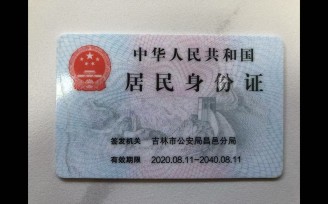 中华人民共和国
居民身份证
签发机关 吉林市公安局昌邑分局
有效期限 2020.08.11-2040.08.11